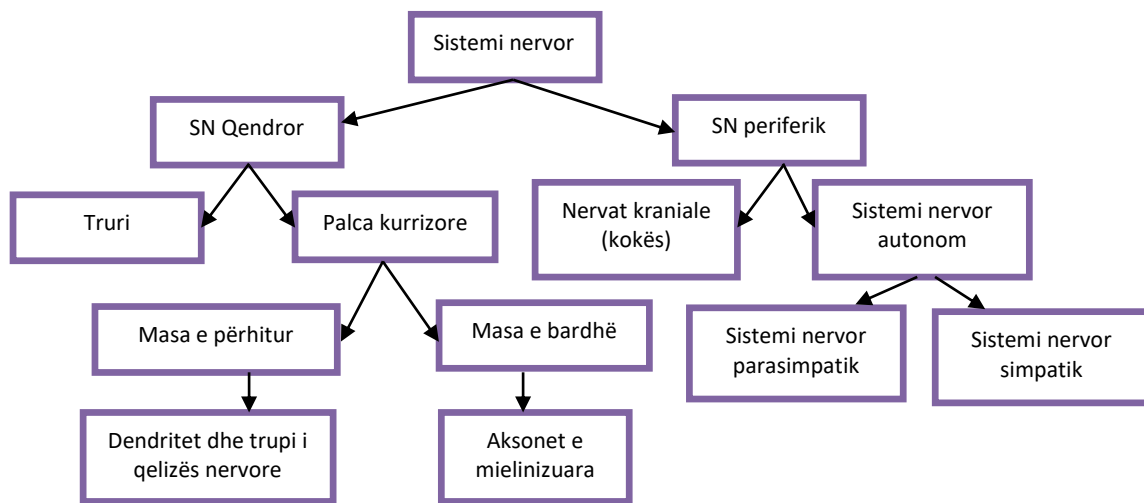 Sistemi nervor
SN Qendror
SN periferik
Truri
Palca kurrizore
Nervat kraniale
(kokës)
Sistemi nervor
autonom
Masa e përhitur
Masa e bardhë
Sistemi nervor
parasimpatik
Sistemi nervor
simpatik
Dendritet dhe trupi i
qelizës nervore
Aksonet e
mielinizuara